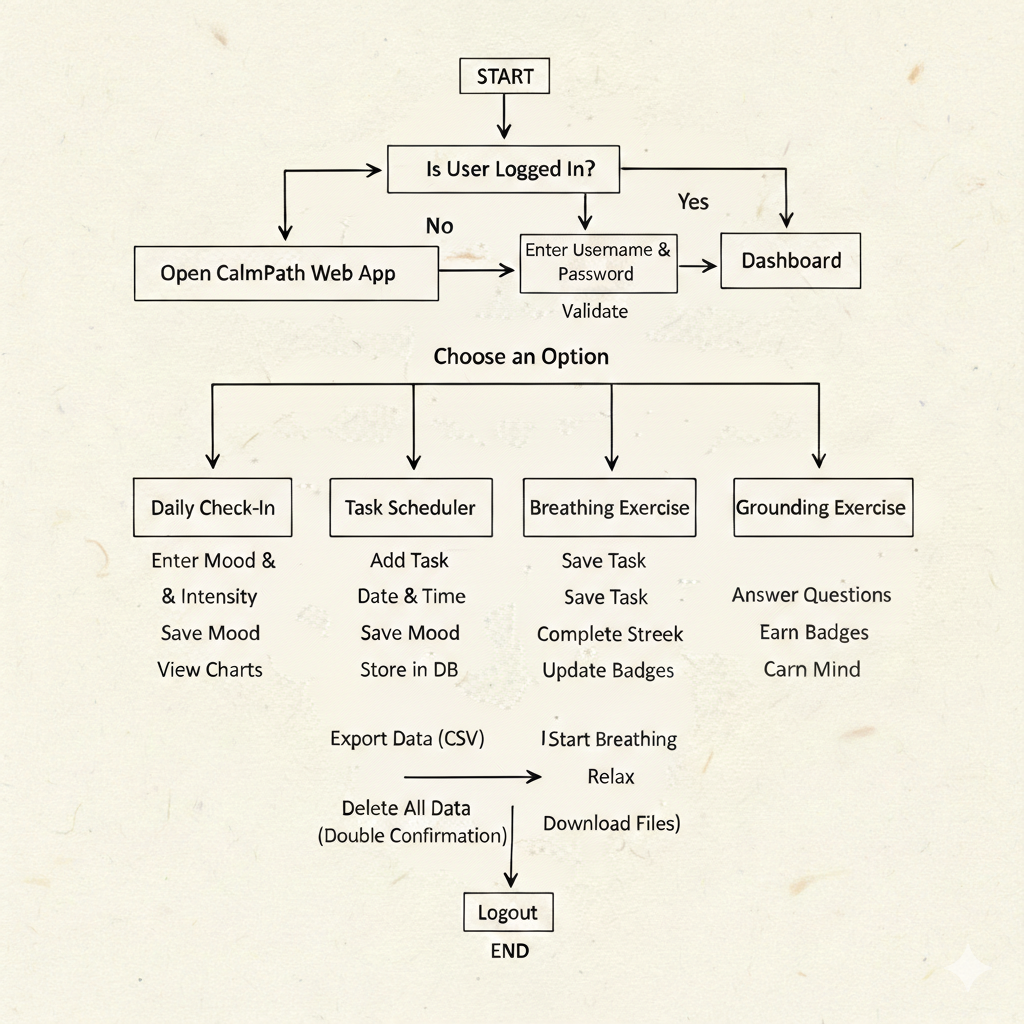 START
Is User Logged In?
Yes
No
Open CalmPath Web App
Enter Username &
Password
Dashboard
Validate
Choose an Option
Daily Check-In
Task Scheduler
Breathing Exercise
Grounding Exercise
Enter Mood &
& Intensity
Save Mood
View Charts
Add Task
Date & Time
Save Mood
Store in DB
Save Task
Save Task
Complete Streek
Update Badges
Answer Questions
Earn Badges
Carn Mind
Export Data (CSV)
IStart Breathing
Relax
Delete All Data
(Double Confirmation)
Download Files)
Logout
END